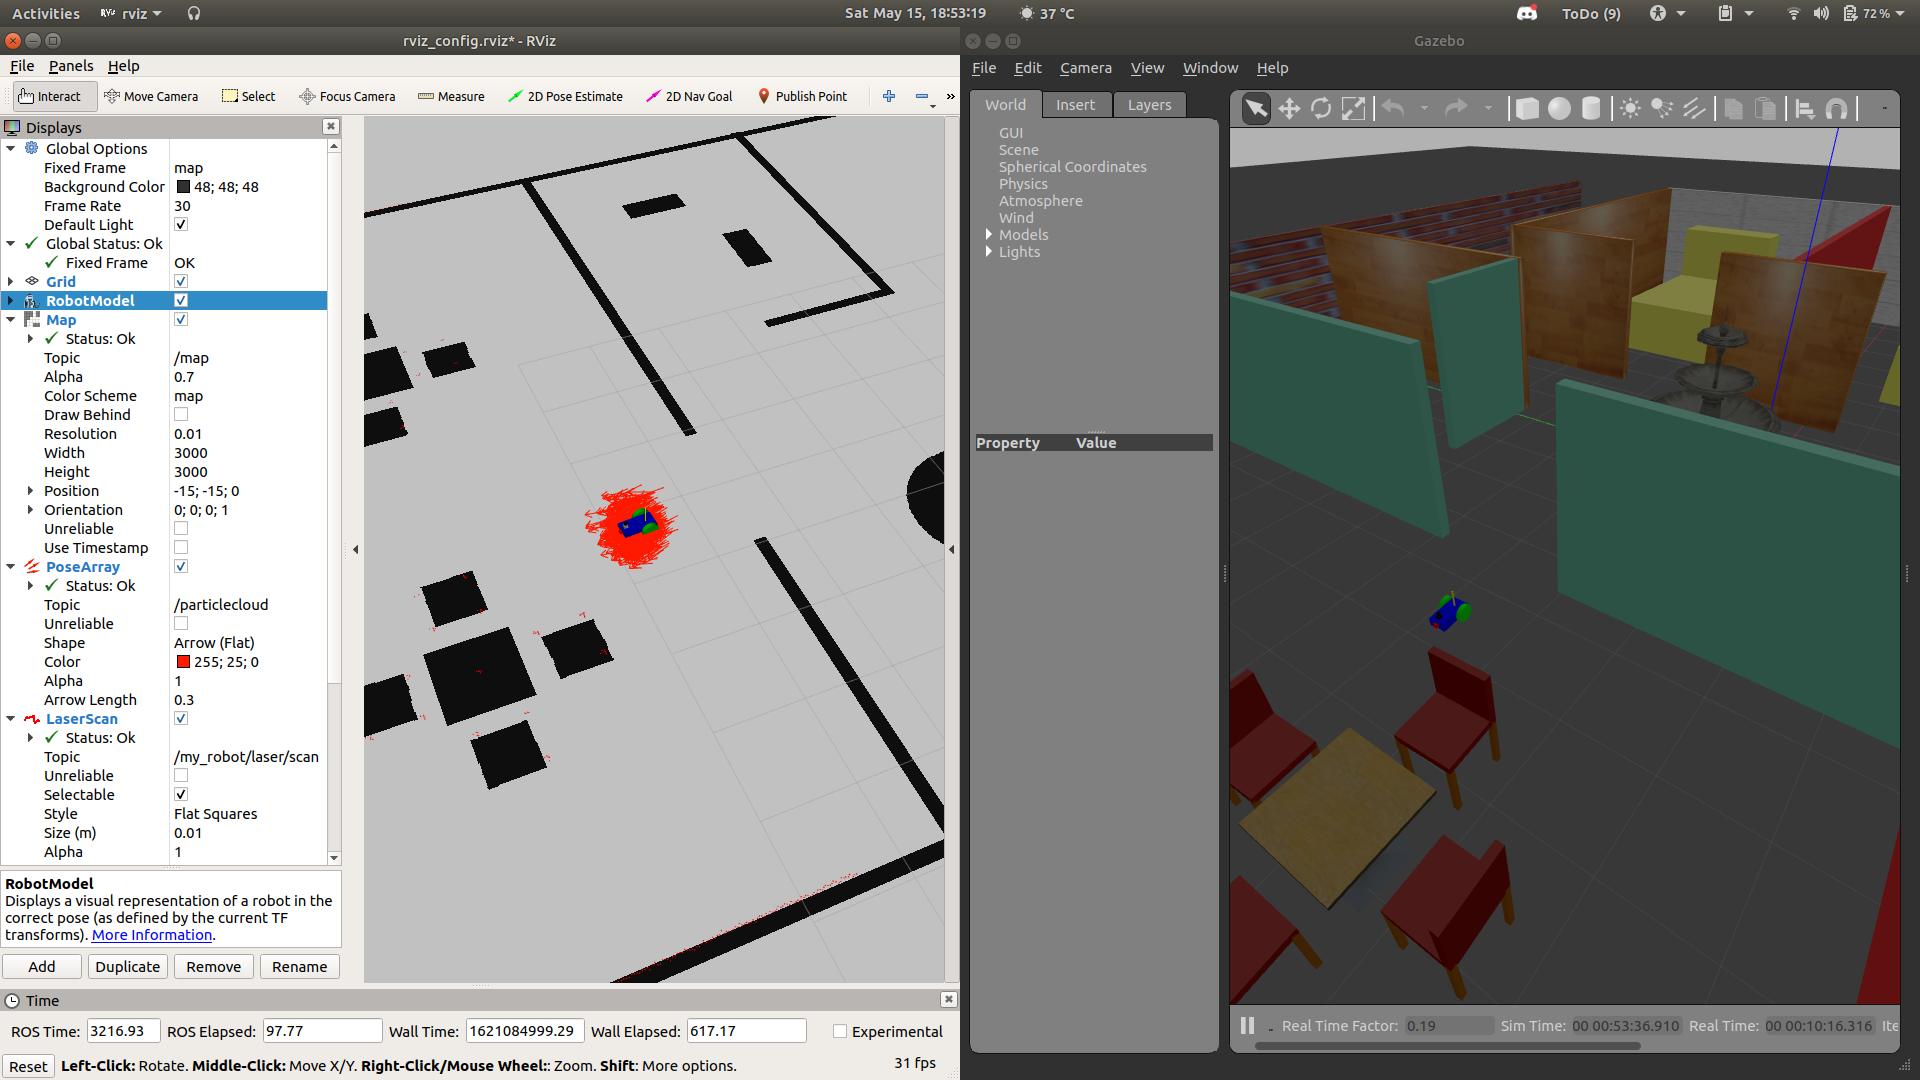 Activities
RViz rviz
Sat May 15, 18:53:19
37 °C
ToDo (9)
72 %
rviz_config.rviz* - RViz
File Panels Help
Interact Move Camera Select Focus Camera Measure 2D Pose Estimate 2D Nav Goal Publish Point »
Displays
Global Options
Fixed Frame map
Background Color 48; 48; 48
Frame Rate 30
Default Light
Global Status: Ok
Fixed Frame OK
Grid
RobotModel
Map
Status: Ok
Topic /map
Alpha 0.7
Color Scheme map
Draw Behind
Resolution 0.01
Width 3000
Height 3000
Position -15; -15; 0
Orientation 0; 0; 0; 1
Unreliable
Use Timestamp
PoseArray
Status: Ok
Topic /particlecloud
Unreliable
Shape Arrow (Flat)
Color 255; 25; 0
Alpha 1
Arrow Length 0.3
LaserScan
Status: Ok
Topic /my_robot/laser/scan
Unreliable
Selectable
Style Flat Squares
Size (m) 0.01
Alpha 1
RobotModel
Displays a visual representation of a robot in the
correct pose (as defined by the current TF
transforms). More Information.
Add Duplicate Remove Rename
Time
ROS Time: 3216.93 ROS Elapsed: 97.77 Wall Time: 1621084999.29 Wall Elapsed: 617.17 Experimental
Reset Left-Click: Rotate. Middle-Click: Move X/Y. Right-Click/Mouse Wheel:: Zoom. Shift: More options. 31 fps
Gazebo
File Edit Camera View Window Help
World Insert Layers
GUI
Scene
Spherical Coordinates
Physics
Atmosphere
Wind
Models
Lights
Property Value
Real Time Factor: 0.19 Sim Time: 00 00:53:36.910 Real Time: 00 00:10:16.316 Ite